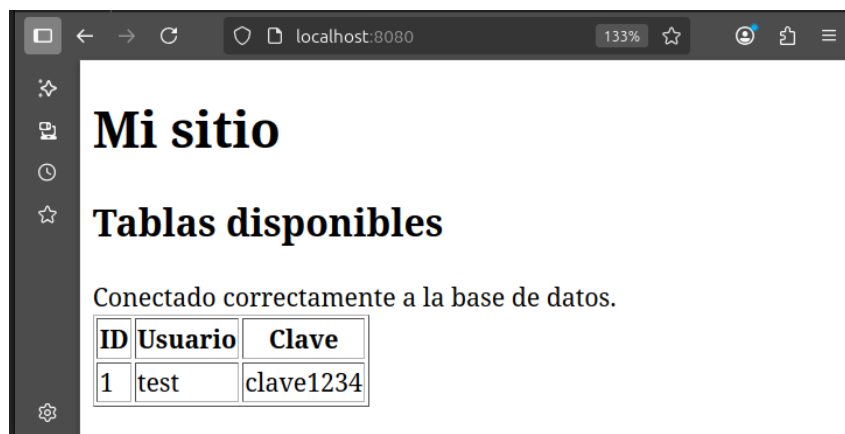 localhost:8080
133%
Mi sitio
Tablas disponibles
Conectado correctamente a la base de datos.
ID Usuario Clave
1 test clave1234